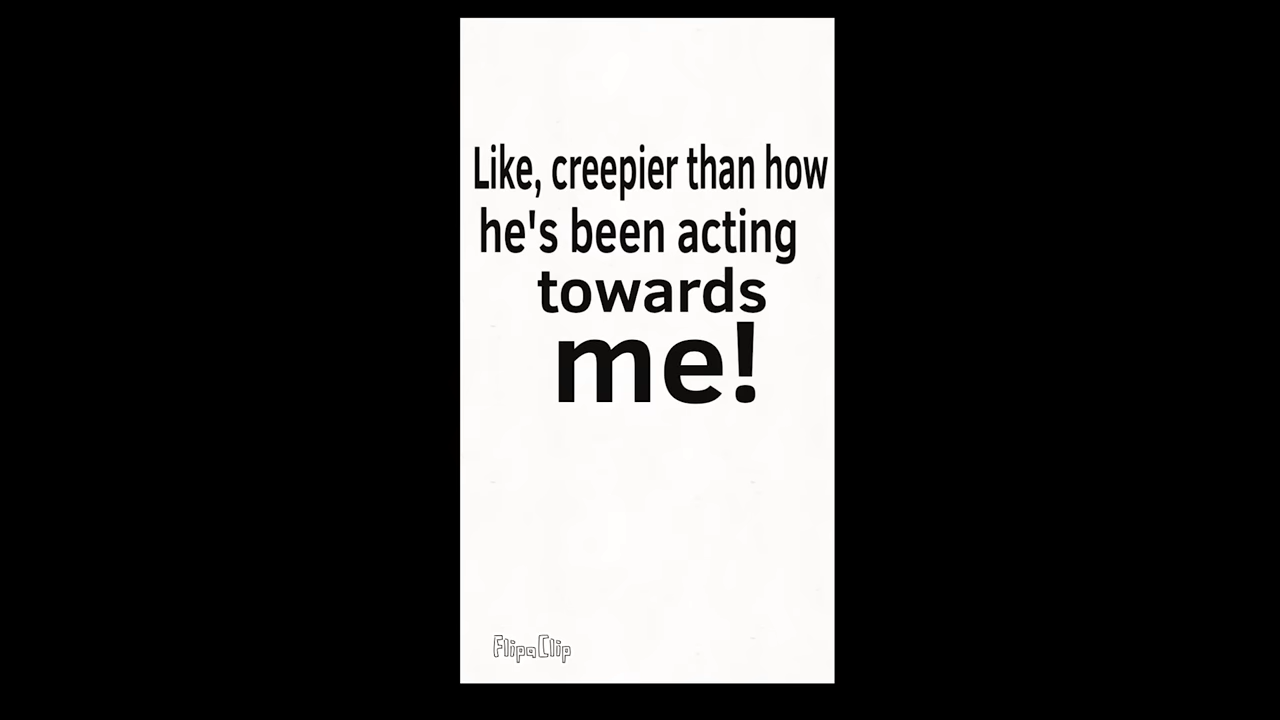 Like, creepier than how
he's been acting
towards
me!
FlipaClip